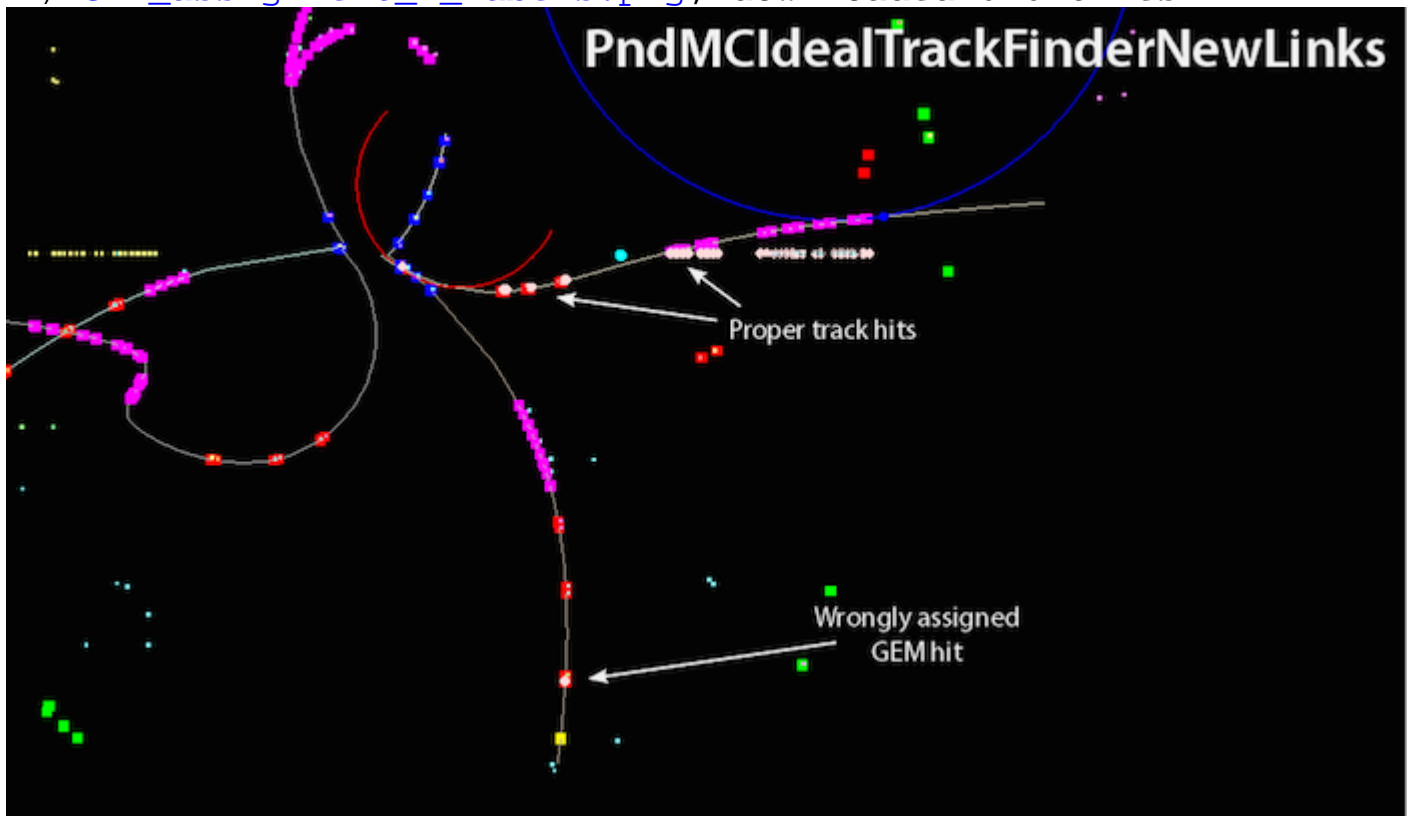 PndMCIdealTrackFinderNewLinks
Proper track hits
Wrongly assigned
GEM hit